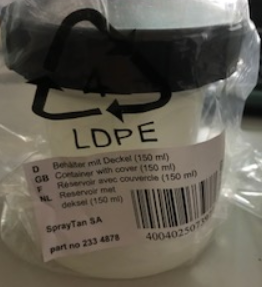 4
LDPE
D Behälter mit Deckel (150 ml)
GB Container with cover (150 ml)
F Réservoir avec couvercle (150 ml)
NL Reservoir met
deksel (150 ml)
SprayTan SA
part no 233 4878